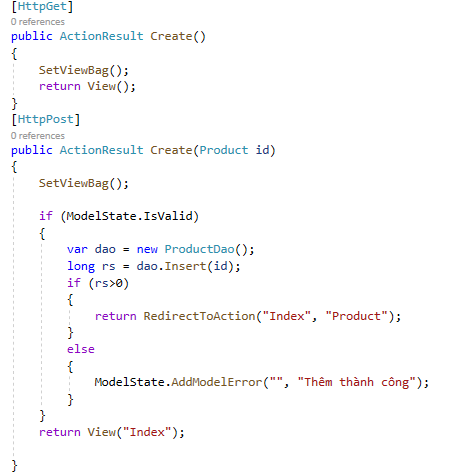 [HttpGet]
0 references
public ActionResult Create()
{
SetViewBag();
return View();
}
[HttpPost]
0 references
public ActionResult Create(Product id)
{
SetViewBag();
if (ModelState.IsValid)
{
var dao = new ProductDao();
long rs = dao.Insert(id);
if (rs>0)
{
return RedirectToAction("Index", "Product");
}
else
{
ModelState.AddModelError("", "Thêm thành công");
}
}
return View("Index");
}